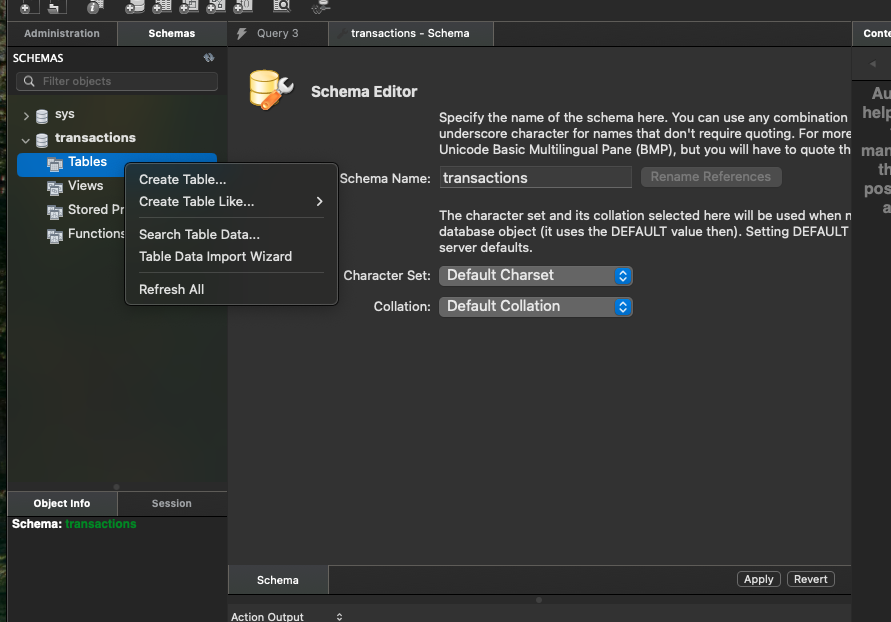 Administration
Schemas
Query 3
transactions - Schema
SCHEMAS
Filter objects
sys
transactions
Tables
Views
Stored Pr
Functions
Create Table...
Create Table Like...
Search Table Data...
Table Data Import Wizard
Refresh All
Schema Editor
Specify the name of the schema here. You can use any combination
underscore character for names that don't require quoting. For more
Unicode Basic Multilingual Pane (BMP), but you will have to quote th
Schema Name:
transactions
Rename References
The character set and its collation selected here will be used when n
database object (it uses the DEFAULT value then). Setting DEFAULT
server defaults.
Character Set:
Default Charset
Collation:
Default Collation
Conte
Au
help
man
th
pos
a
Object Info
Session
Schema: transactions
Schema
Apply
Revert
Action Output